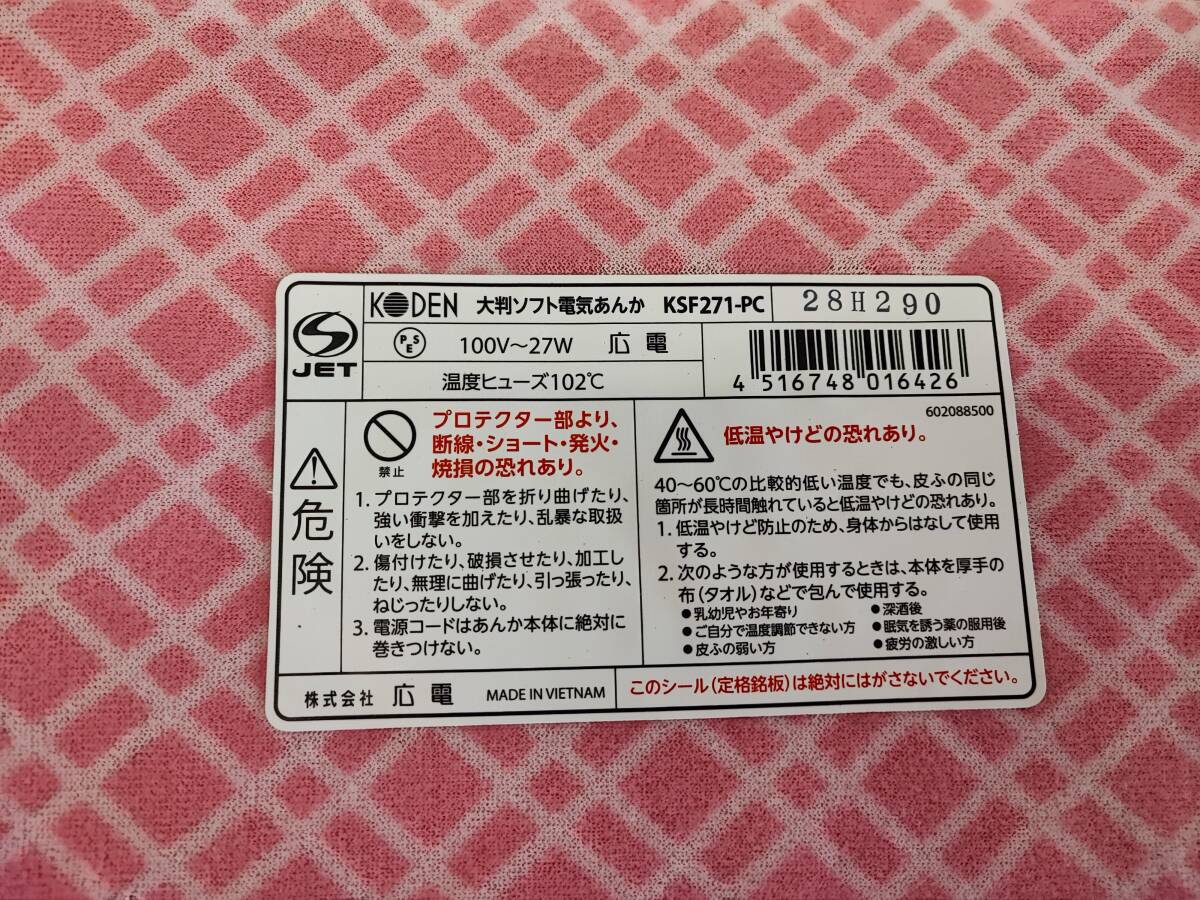 JET
KODEN 大判ソフト電気あんか KSF271-PC
28H290
PSE 100V～27W 広電
温度ヒューズ102℃
4 516748 016426
602088500
危険
禁止
プロテクター部より、
断線・ショート・発火・
焼損の恐れあり。
1. プロテクター部を折り曲げたり、
強い衝撃を加えたり、乱暴な取扱
いをしない。
2. 傷付けたり、破損させたり、加工し
たり、無理に曲げたり、引っ張ったり、
ねじったりしない。
3. 電源コードはあんか本体に絶対に
巻きつけない。
低温やけどの恐れあり。
40～60℃の比較的低い温度でも、皮ふの同じ
箇所が長時間触れていると低温やけどの恐れあり。
1. 低温やけど防止のため、身体からはなして使用
する。
2. 次のような方が使用するときは、本体を厚手の
布（タオル）などで包んで使用する。
●乳幼児やお年寄り ●深酒後
●ご自分で温度調節できない方 ●眠気を誘う薬の服用後
●皮ふの弱い方 ●疲労の激しい方
株式会社 広電 MADE IN VIETNAM
このシール（定格銘板）は絶対にはがさないでください。